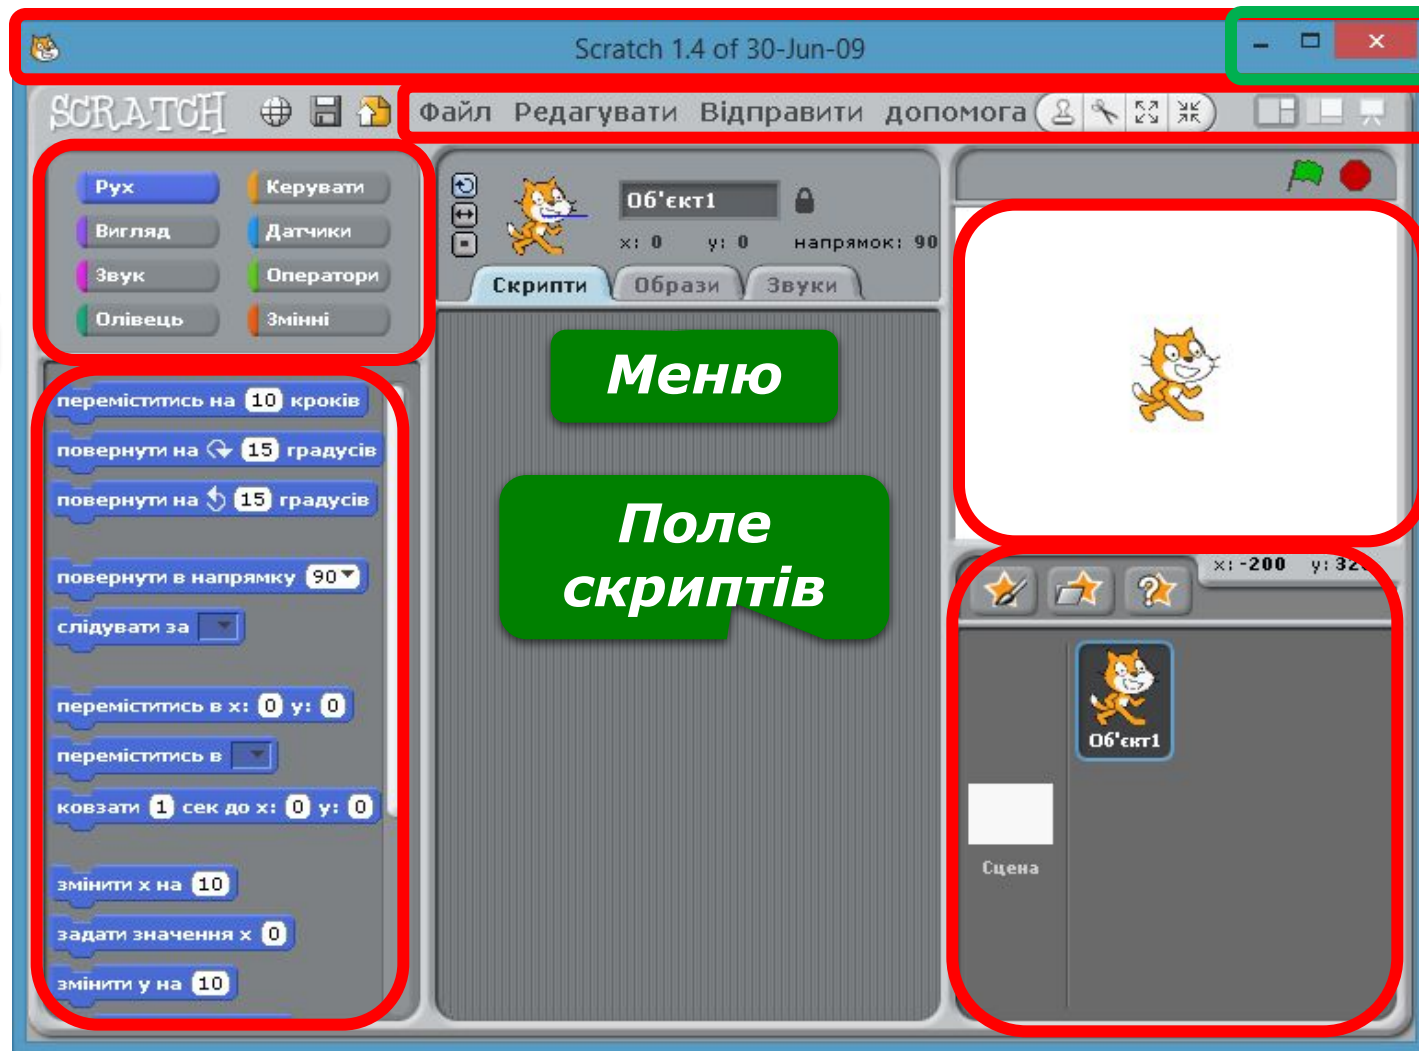 Scratch 1.4 of 30-Jun-09
SCRATCH
Файл Редагувати Відправити допомога
Рух
Керувати
Вигляд
Датчики
Звук
Оператори
Олівець
Змінні
Об'єкт1
x: 0 y: 0 напрямок: 90
Скрипти Образи Звуки
Меню
Поле
скриптів
переміститись на 10 кроків
повернути на 15 градусів
повернути на 15 градусів
повернути в напрямку 90
слідувати за
переміститись в x: 0 y: 0
переміститись в
ковзати 1 сек до x: 0 y: 0
змінити x на 10
задати значення x 0
змінити y на 10
x: -200 y:
Об'єкт1
Сцена